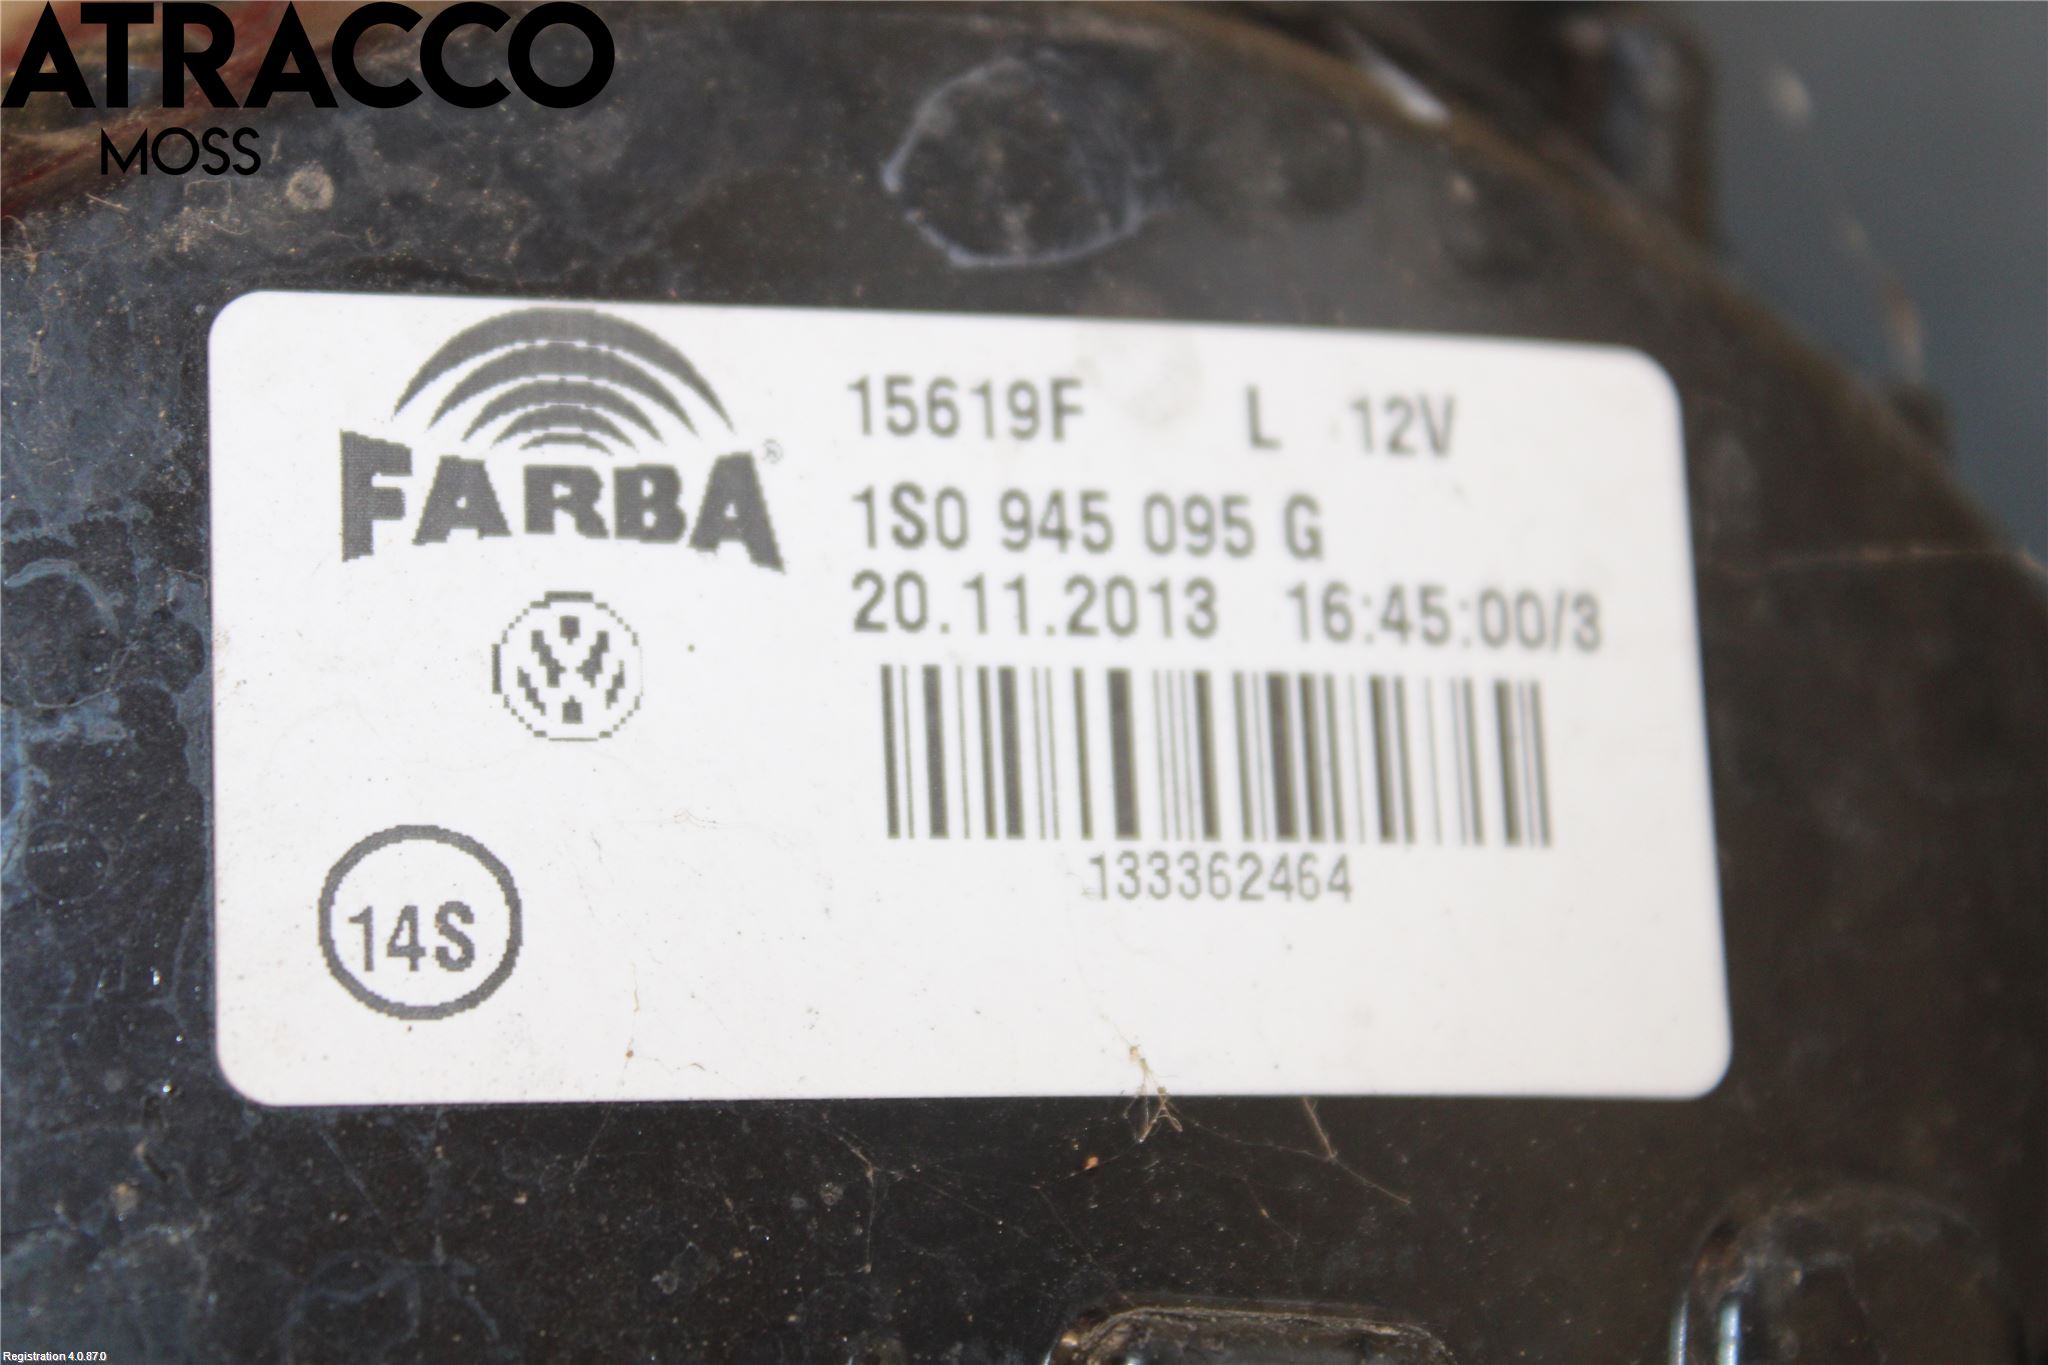 ATRACCO
MOSS
FARBA®
15619F L 12V
1S0 945 095 G
20.11.2013 16:45:00/3
133362464
14S
Registration 4.0.87.0